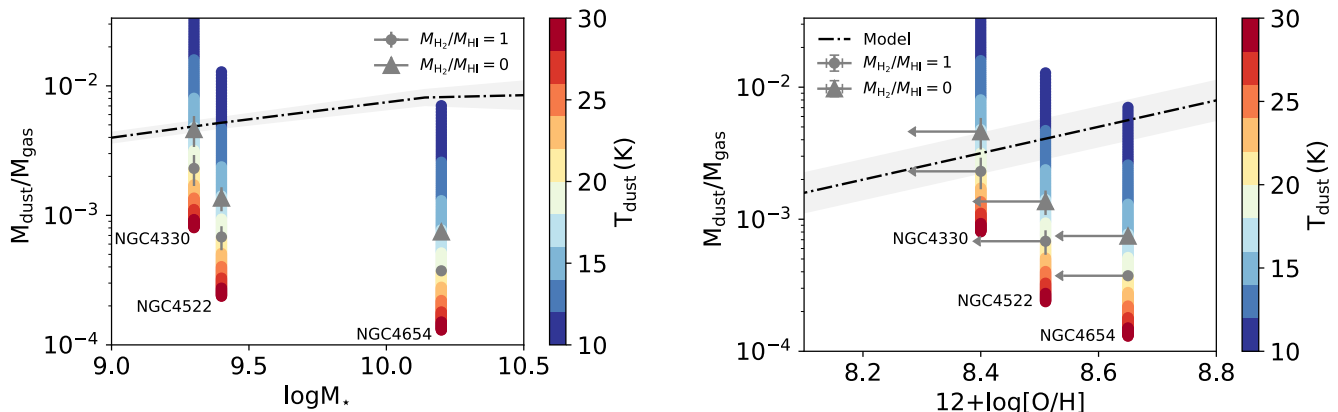 M_dust/M_gas
10⁻²
10⁻³
10⁻⁴
M_H₂/M_HI = 1
M_H₂/M_HI = 0
NGC4330
NGC4522
NGC4654
9.0 9.5 10.0 10.5
logM⋆
30
25
20
15
10
T_dust (K)
M_dust/M_gas
10⁻²
10⁻³
10⁻⁴
Model
M_H₂/M_HI = 1
M_H₂/M_HI = 0
NGC4330
NGC4522
NGC4654
8.2 8.4 8.6 8.8
12+log[O/H]
30
25
20
15
10
T_dust (K)